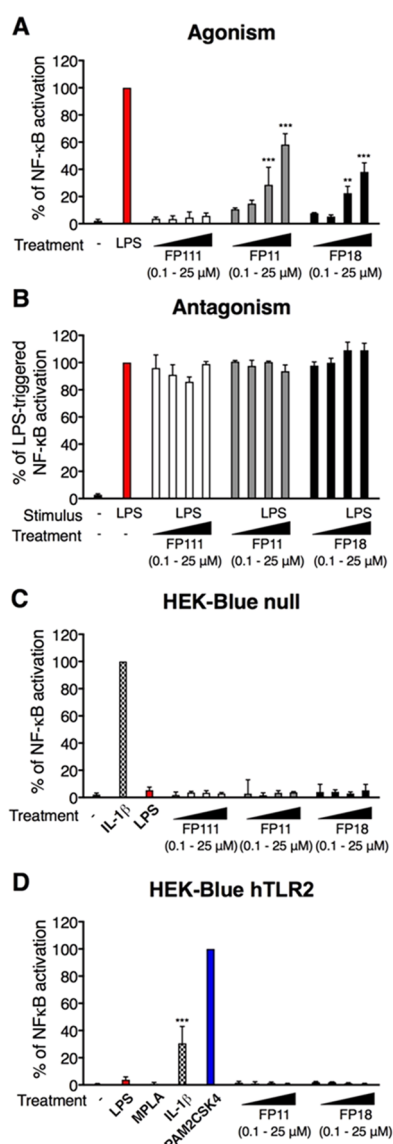 A
Agonism
% of NF-κB activation
120
100
80
60
40
20
0
***
***
**
***
Treatment - LPS FP111 FP11 FP18
(0.1 - 25 µM) (0.1 - 25 µM) (0.1 - 25 µM)
B
Antagonism
% of LPS-triggered
NF-κB activation
120
100
80
60
40
20
0
Stimulus - LPS LPS LPS LPS
Treatment - - FP111 FP11 FP18
(0.1 - 25 µM) (0.1 - 25 µM) (0.1 - 25 µM)
C
HEK-Blue null
% of NF-κB activation
120
100
80
60
40
20
0
Treatment - IL-1β LPS FP111 FP11 FP18
(0.1 - 25 µM) (0.1 - 25 µM) (0.1 - 25 µM)
D
HEK-Blue hTLR2
% of NFκB activation
120
100
80
60
40
20
0
***
Treatment - LPS MPLA IL-1β PAM2CSK4 FP11 FP18
(0.1 - 25 µM) (0.1 - 25 µM)